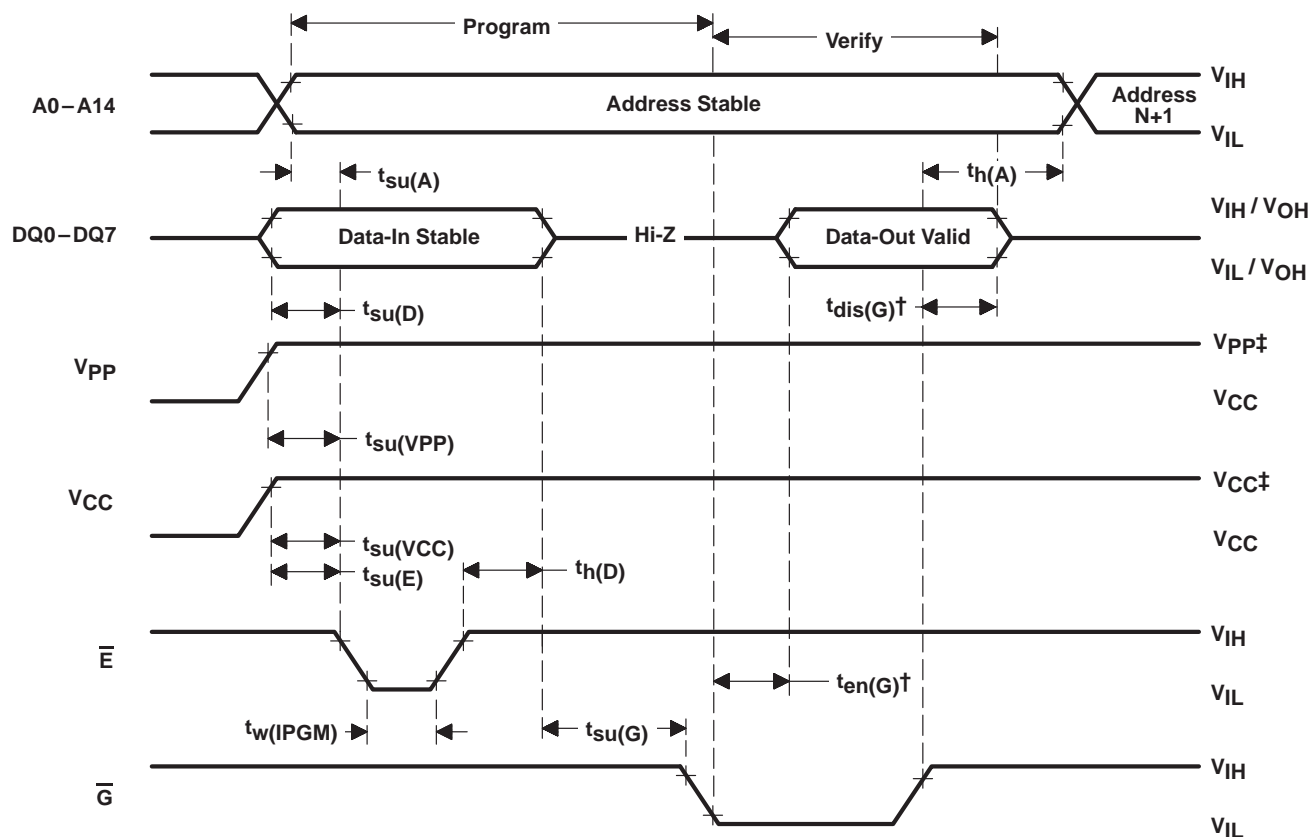 Program
Verify
A0–A14
Address Stable
Address
N+1
VIH
VIL
tsu(A)
th(A)
DQ0–DQ7
Data-In Stable
Hi-Z
Data-Out Valid
VIH / VOH
VIL / VOH
tsu(D)
tdis(G)†
VPP
VPP‡
VCC
tsu(VPP)
VCC
VCC‡
VCC
tsu(VCC)
tsu(E)
th(D)
E
VIH
VIL
ten(G)†
tw(IPGM)
tsu(G)
G
VIH
VIL